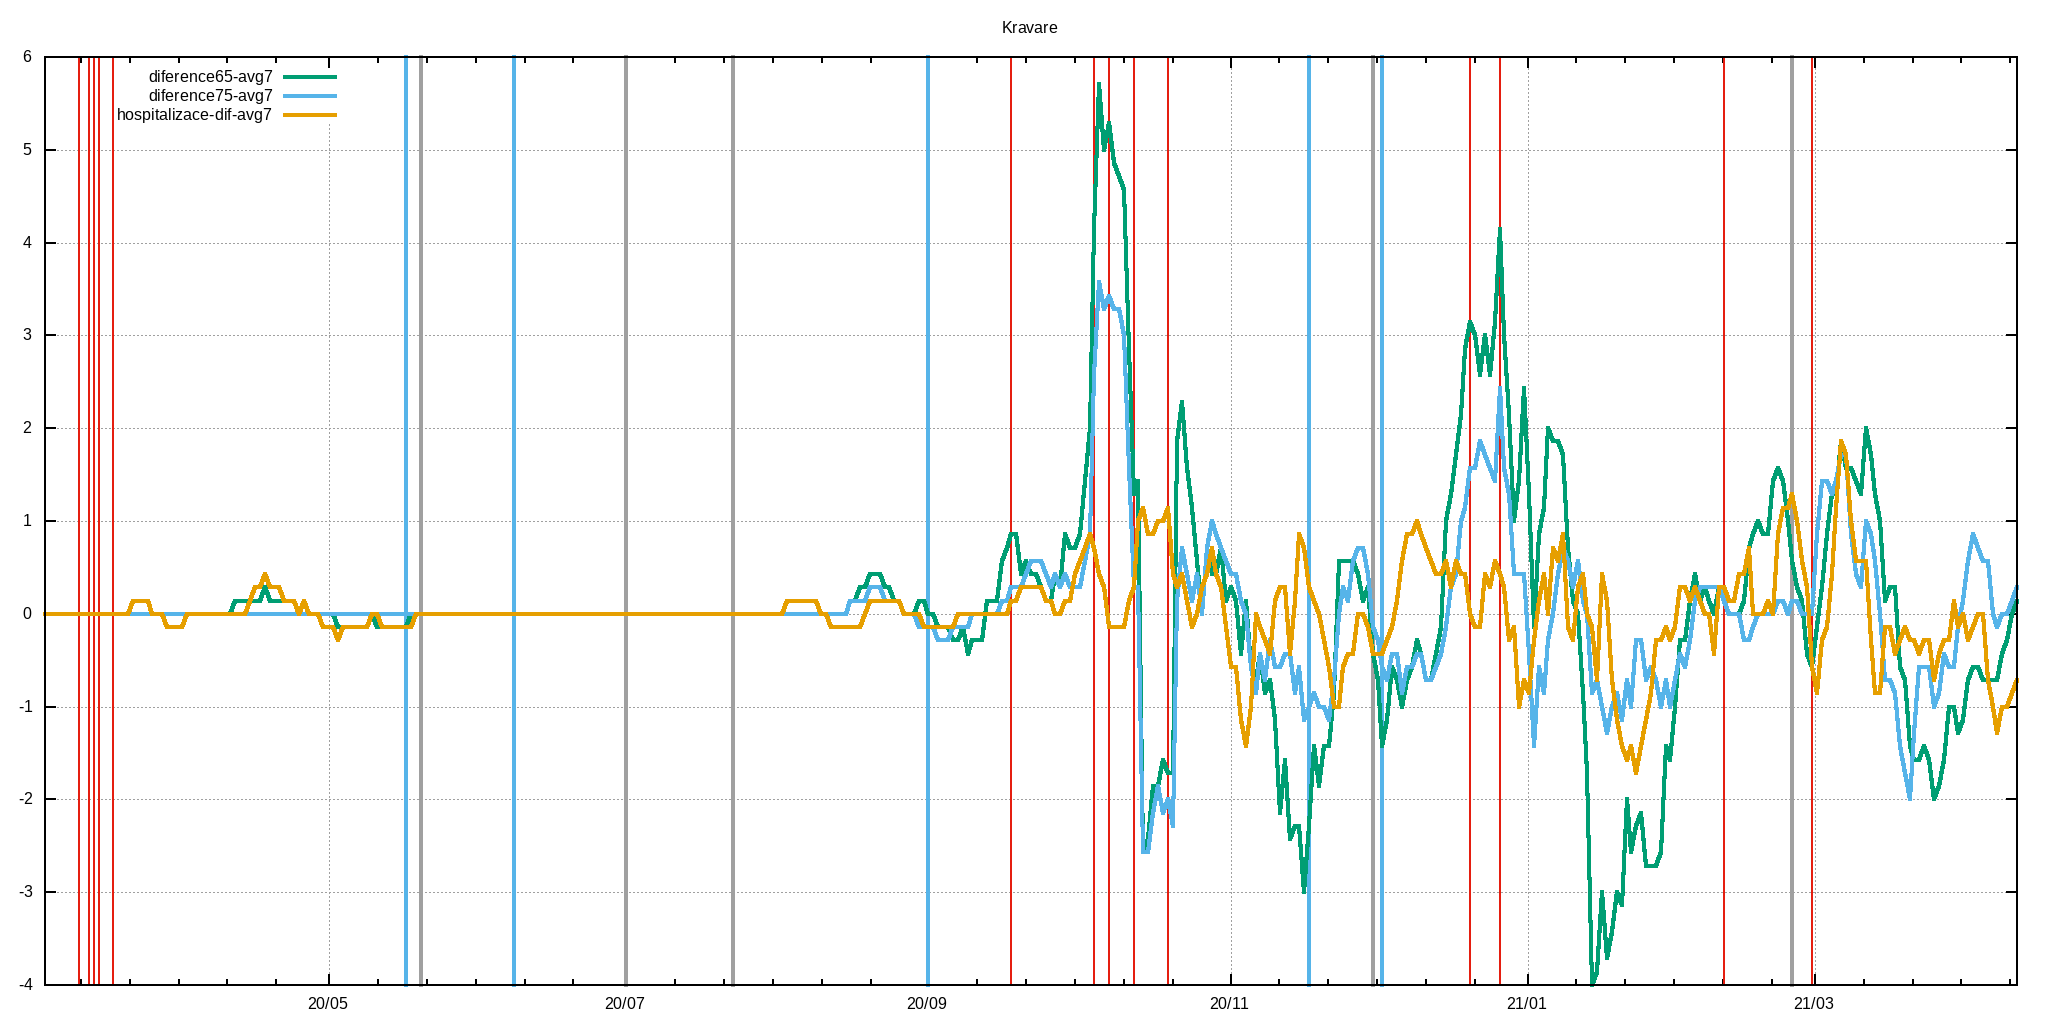 Kravare
diference65-avg7
diference75-avg7
hospitalizace-dif-avg7
6
5
4
3
2
1
0
-1
-2
-3
-4
20/05 20/07 20/09 20/11 21/01 21/03